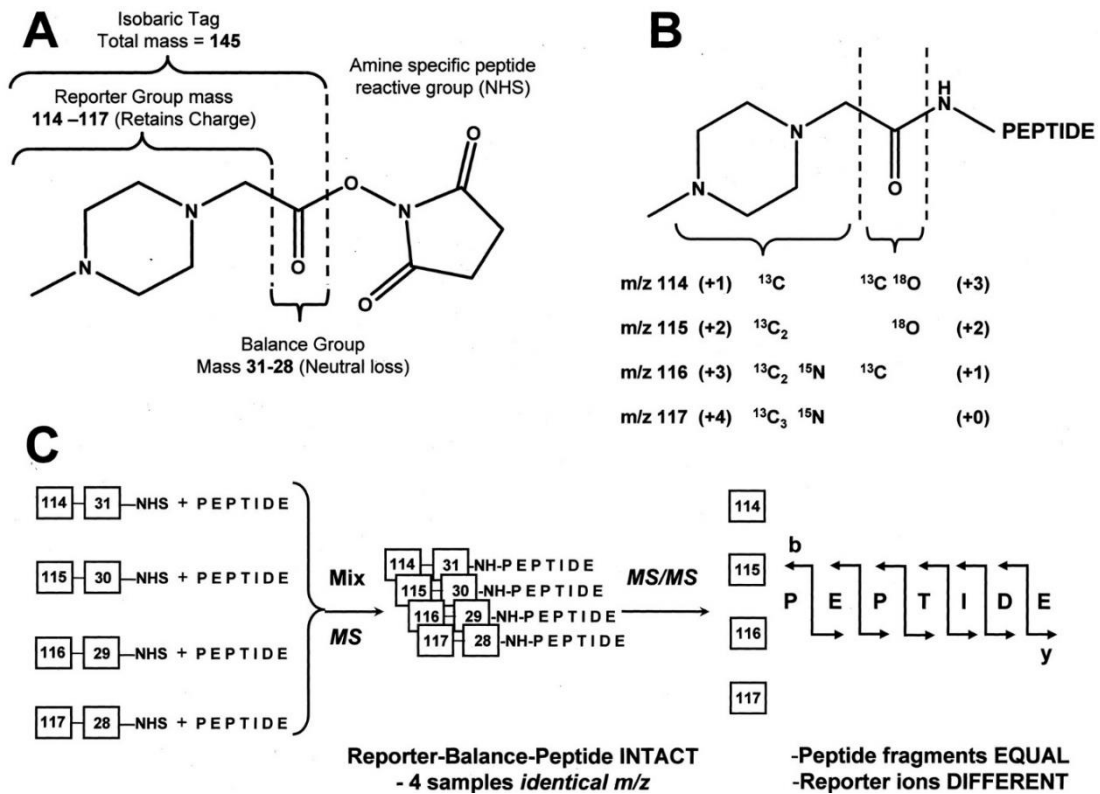 A
Isobaric Tag
Total mass = 145
Reporter Group mass
114 –117 (Retains Charge)
Amine specific peptide
reactive group (NHS)
N
N
O
O
N
O
O
Balance Group
Mass 31-28 (Neutral loss)
B
N
N
O
H
N
PEPTIDE
m/z 114 (+1) ¹³C ¹³C ¹⁸O (+3)
m/z 115 (+2) ¹³C₂ ¹⁸O (+2)
m/z 116 (+3) ¹³C₂ ¹⁵N ¹³C (+1)
m/z 117 (+4) ¹³C₃ ¹⁵N (+0)
C
114 31 –NHS + PEPTIDE
115 30 –NHS + PEPTIDE
116 29 –NHS + PEPTIDE
117 28 –NHS + PEPTIDE
Mix
MS
114 31 -NH-PEPTIDE
115 30 -NH-PEPTIDE
116 29 -NH-PEPTIDE
117 28 -NH-PEPTIDE
MS/MS
114
115
116
117
b
P E P T I D E
y
Reporter-Balance-Peptide INTACT
- 4 samples identical m/z
-Peptide fragments EQUAL
-Reporter ions DIFFERENT